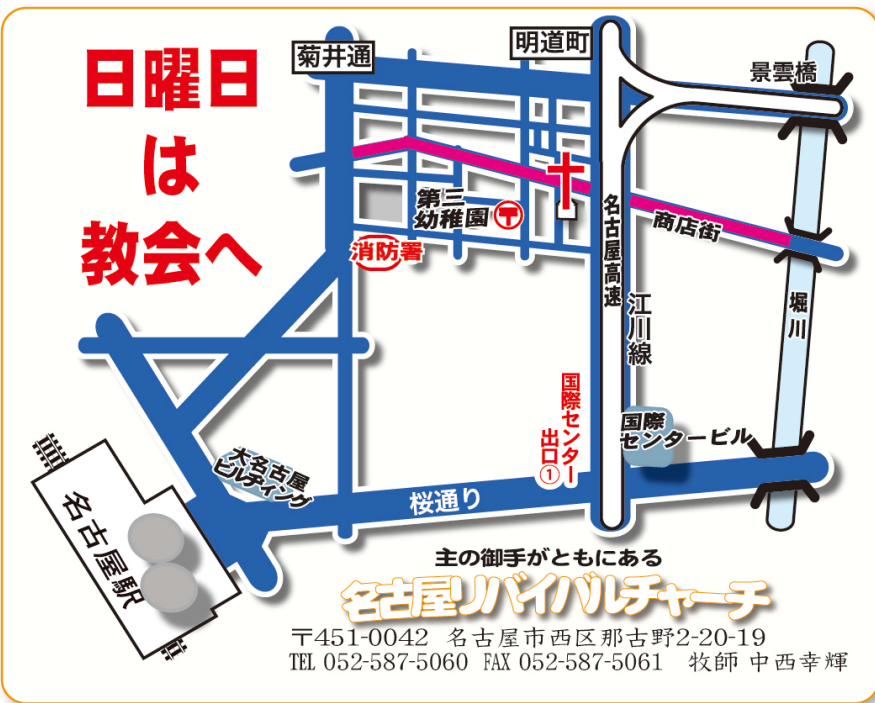 日曜日
は
教会へ
菊井通
明道町
景雲橋
第三
幼稚園
〒
消防署
名古屋高速
商店街
江川線
堀川
国際センター
出口①
国際
センタービル
大名古屋
ビルヂィング
桜通り
名古屋駅
主の御手がともにある
名古屋リバイバルチャーチ
〒451-0042 名古屋市西区那古野2-20-19
TEL 052-587-5060 FAX 052-587-5061 牧師 中西幸輝